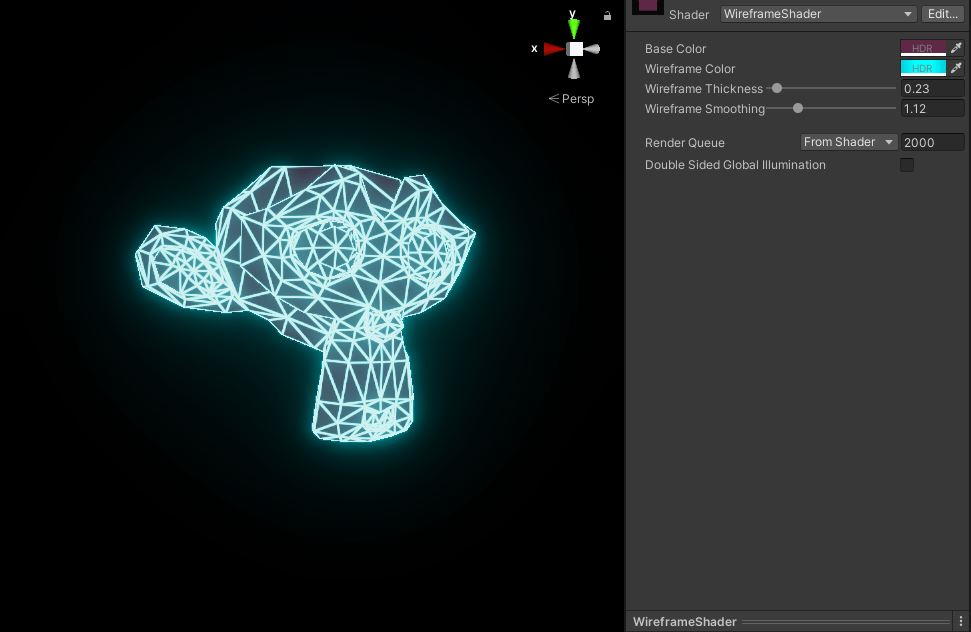 y
x
Persp
Shader WireframeShader Edit...
Base Color HDR
Wireframe Color HDR
Wireframe Thickness 0.23
Wireframe Smoothing 1.12
Render Queue From Shader 2000
Double Sided Global Illumination
WireframeShader